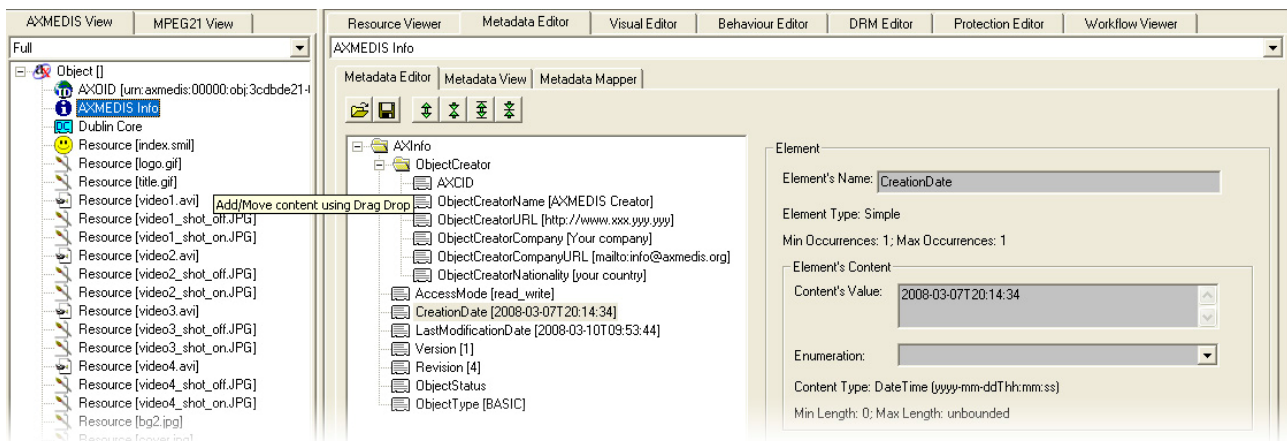 AXMEDIS View MPEG21 View
Full
Object []
AXOID [urn:axmedis:00000:obj:3cdbde21-
AXMEDIS Info
Dublin Core
Resource [index.smil]
Resource [logo.gif]
Resource [title.gif]
Resource [video1.avi]
Resource [video1_shot_off.JPG]
Resource [video1_shot_on.JPG]
Resource [video2.avi]
Resource [video2_shot_off.JPG]
Resource [video2_shot_on.JPG]
Resource [video3.avi]
Resource [video3_shot_off.JPG]
Resource [video3_shot_on.JPG]
Resource [video4.avi]
Resource [video4_shot_off.JPG]
Resource [video4_shot_on.JPG]
Resource [bg2.jpg]
Resource [cover.jpg]
Add/Move content using Drag Drop
Resource Viewer Metadata Editor Visual Editor Behaviour Editor DRM Editor Protection Editor Workflow Viewer
AXMEDIS Info
Metadata Editor Metadata View Metadata Mapper
AXInfo
ObjectCreator
AXCID
ObjectCreatorName [AXMEDIS Creator]
ObjectCreatorURL [http://www.xxx.yyy.yyy]
ObjectCreatorCompany [Your company]
ObjectCreatorCompanyURL [mailto:info@axmedis.org]
ObjectCreatorNationality [your country]
AccessMode [read_write]
CreationDate [2008-03-07T20:14:34]
LastModificationDate [2008-03-10T09:53:44]
Version [1]
Revision [4]
ObjectStatus
ObjectType [BASIC]
Element
Element's Name: CreationDate
Element Type: Simple
Min Occurrences: 1; Max Occurrences: 1
Element's Content
Content's Value: 2008-03-07T20:14:34
Enumeration:
Content Type: DateTime (yyyy-mm-ddThh:mm:ss)
Min Length: 0; Max Length: unbounded